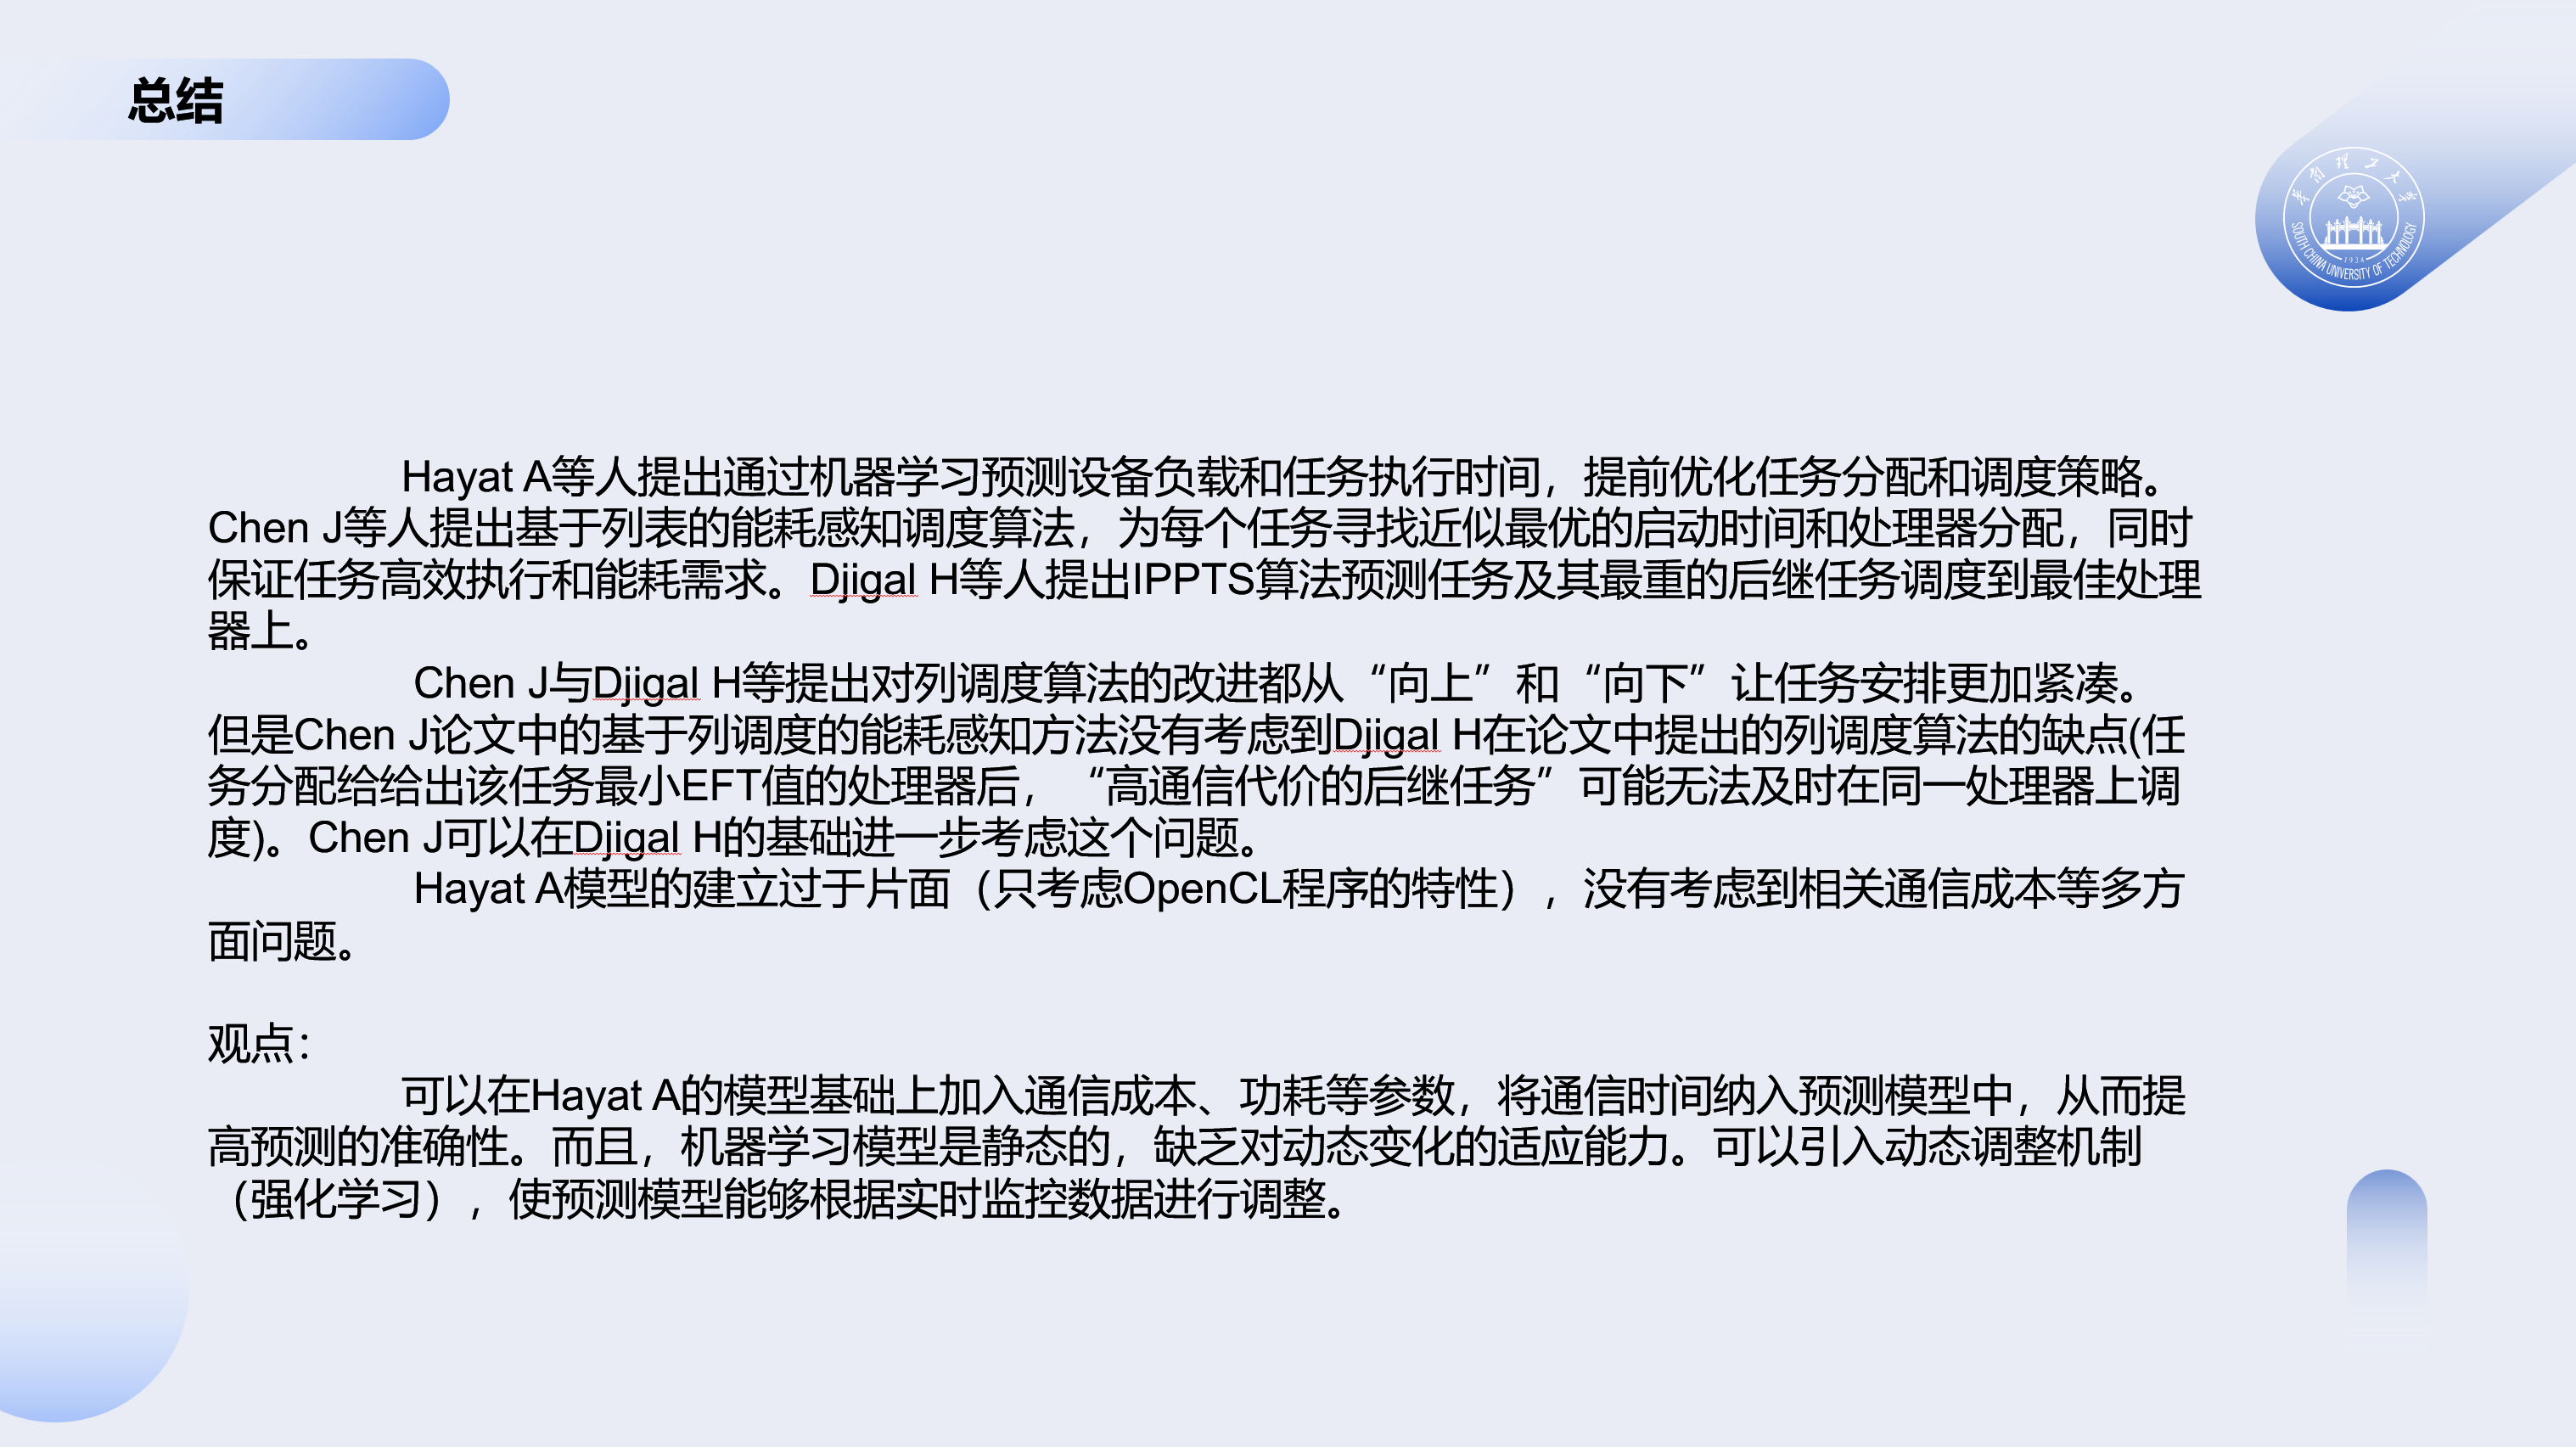 总结
华南理工大学
SOUTH CHINA UNIVERSITY OF TECHNOLOGY
1934
Hayat A等人提出通过机器学习预测设备负载和任务执行时间，提前优化任务分配和调度策略。
Chen J等人提出基于列表的能耗感知调度算法，为每个任务寻找近似最优的启动时间和处理器分配，同时
保证任务高效执行和能耗需求。Djigal H等人提出IPPTS算法预测任务及其最重的后继任务调度到最佳处理
器上。
Chen J与Djigal H等提出对列调度算法的改进都从“向上”和“向下”让任务安排更加紧凑。
但是Chen J论文中的基于列调度的能耗感知方法没有考虑到Djigal H在论文中提出的列调度算法的缺点(任
务分配给给出该任务最小EFT值的处理器后，“高通信代价的后继任务”可能无法及时在同一处理器上调
度)。Chen J可以在Djigal H的基础进一步考虑这个问题。
Hayat A模型的建立过于片面（只考虑OpenCL程序的特性），没有考虑到相关通信成本等多方
面问题。
观点：
可以在Hayat A的模型基础上加入通信成本、功耗等参数，将通信时间纳入预测模型中，从而提
高预测的准确性。而且，机器学习模型是静态的，缺乏对动态变化的适应能力。可以引入动态调整机制
（强化学习），使预测模型能够根据实时监控数据进行调整。